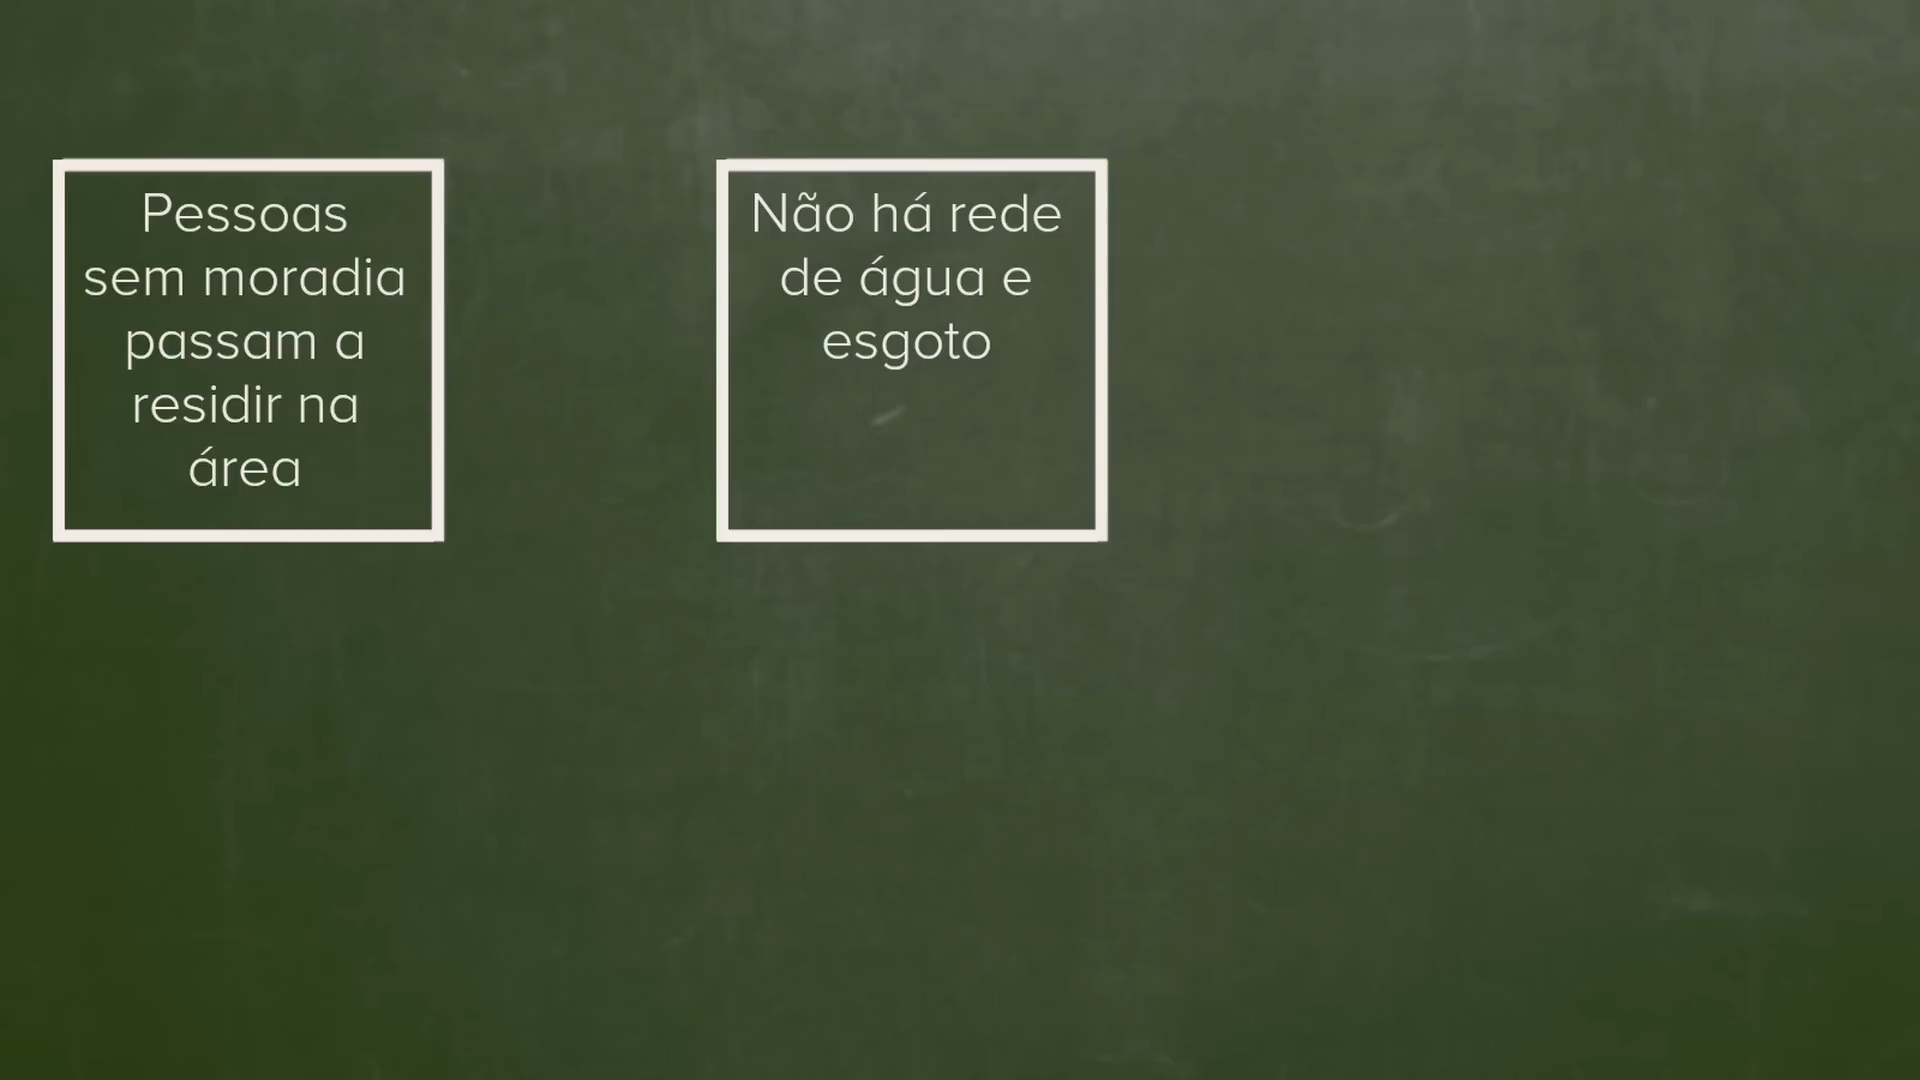 Pessoas
sem moradia
passam a
residir na
área
Não há rede
de água e
esgoto